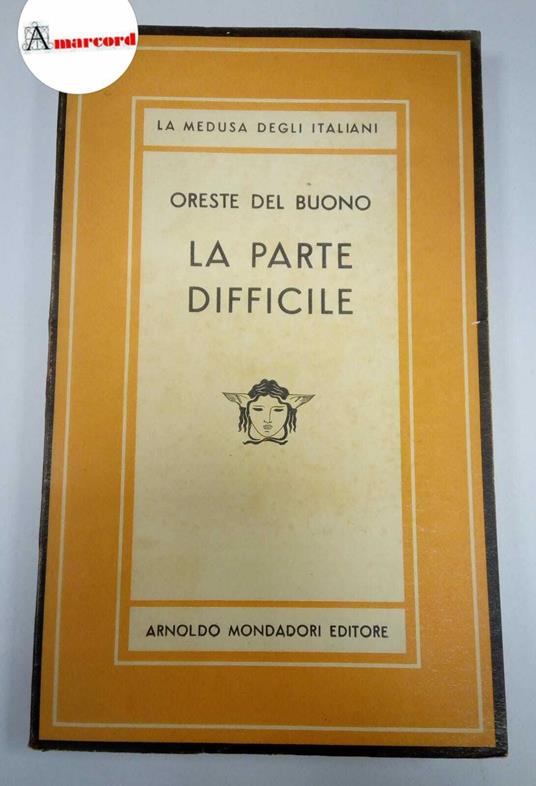 Amarcord
LA MEDUSA DEGLI ITALIANI
ORESTE DEL BUONO
LA PARTE
DIFFICILE
ARNOLDO MONDADORI EDITORE